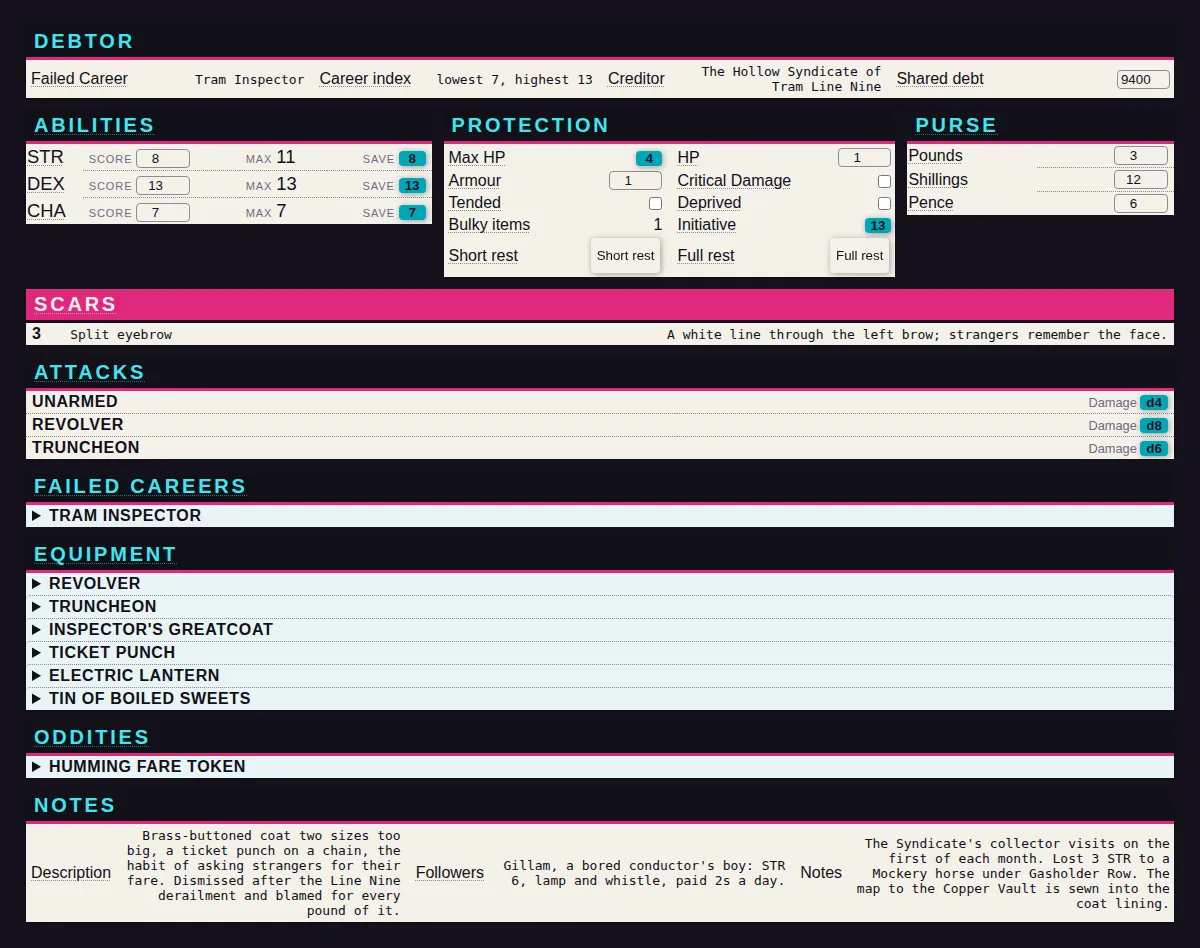 DEBTOR
Failed Career Tram Inspector Career index lowest 7, highest 13 Creditor The Hollow Syndicate of Tram Line Nine Shared debt 9400
ABILITIES
STR SCORE 8 MAX 11 SAVE 8
DEX SCORE 13 MAX 13 SAVE 13
CHA SCORE 7 MAX 7 SAVE 7
PROTECTION
Max HP 4 HP 1
Armour 1 Critical Damage
Tended Deprived
Bulky items 1 Initiative 13
Short rest Short rest Full rest Full rest
PURSE
Pounds 3
Shillings 12
Pence 6
SCARS
3 Split eyebrow A white line through the left brow; strangers remember the face.
ATTACKS
UNARMED Damage d4
REVOLVER Damage d8
TRUNCHEON Damage d6
FAILED CAREERS
TRAM INSPECTOR
EQUIPMENT
REVOLVER
TRUNCHEON
INSPECTOR'S GREATCOAT
TICKET PUNCH
ELECTRIC LANTERN
TIN OF BOILED SWEETS
ODDITIES
HUMMING FARE TOKEN
NOTES
Description
Brass-buttoned coat two sizes too
big, a ticket punch on a chain, the
habit of asking strangers for their
fare. Dismissed after the Line Nine
derailment and blamed for every
pound of it.
Followers
Gillam, a bored conductor's boy: STR
6, lamp and whistle, paid 2s a day.
Notes
The Syndicate's collector visits on the
first of each month. Lost 3 STR to a
Mockery horse under Gasholder Row. The
map to the Copper Vault is sewn into the
coat lining.